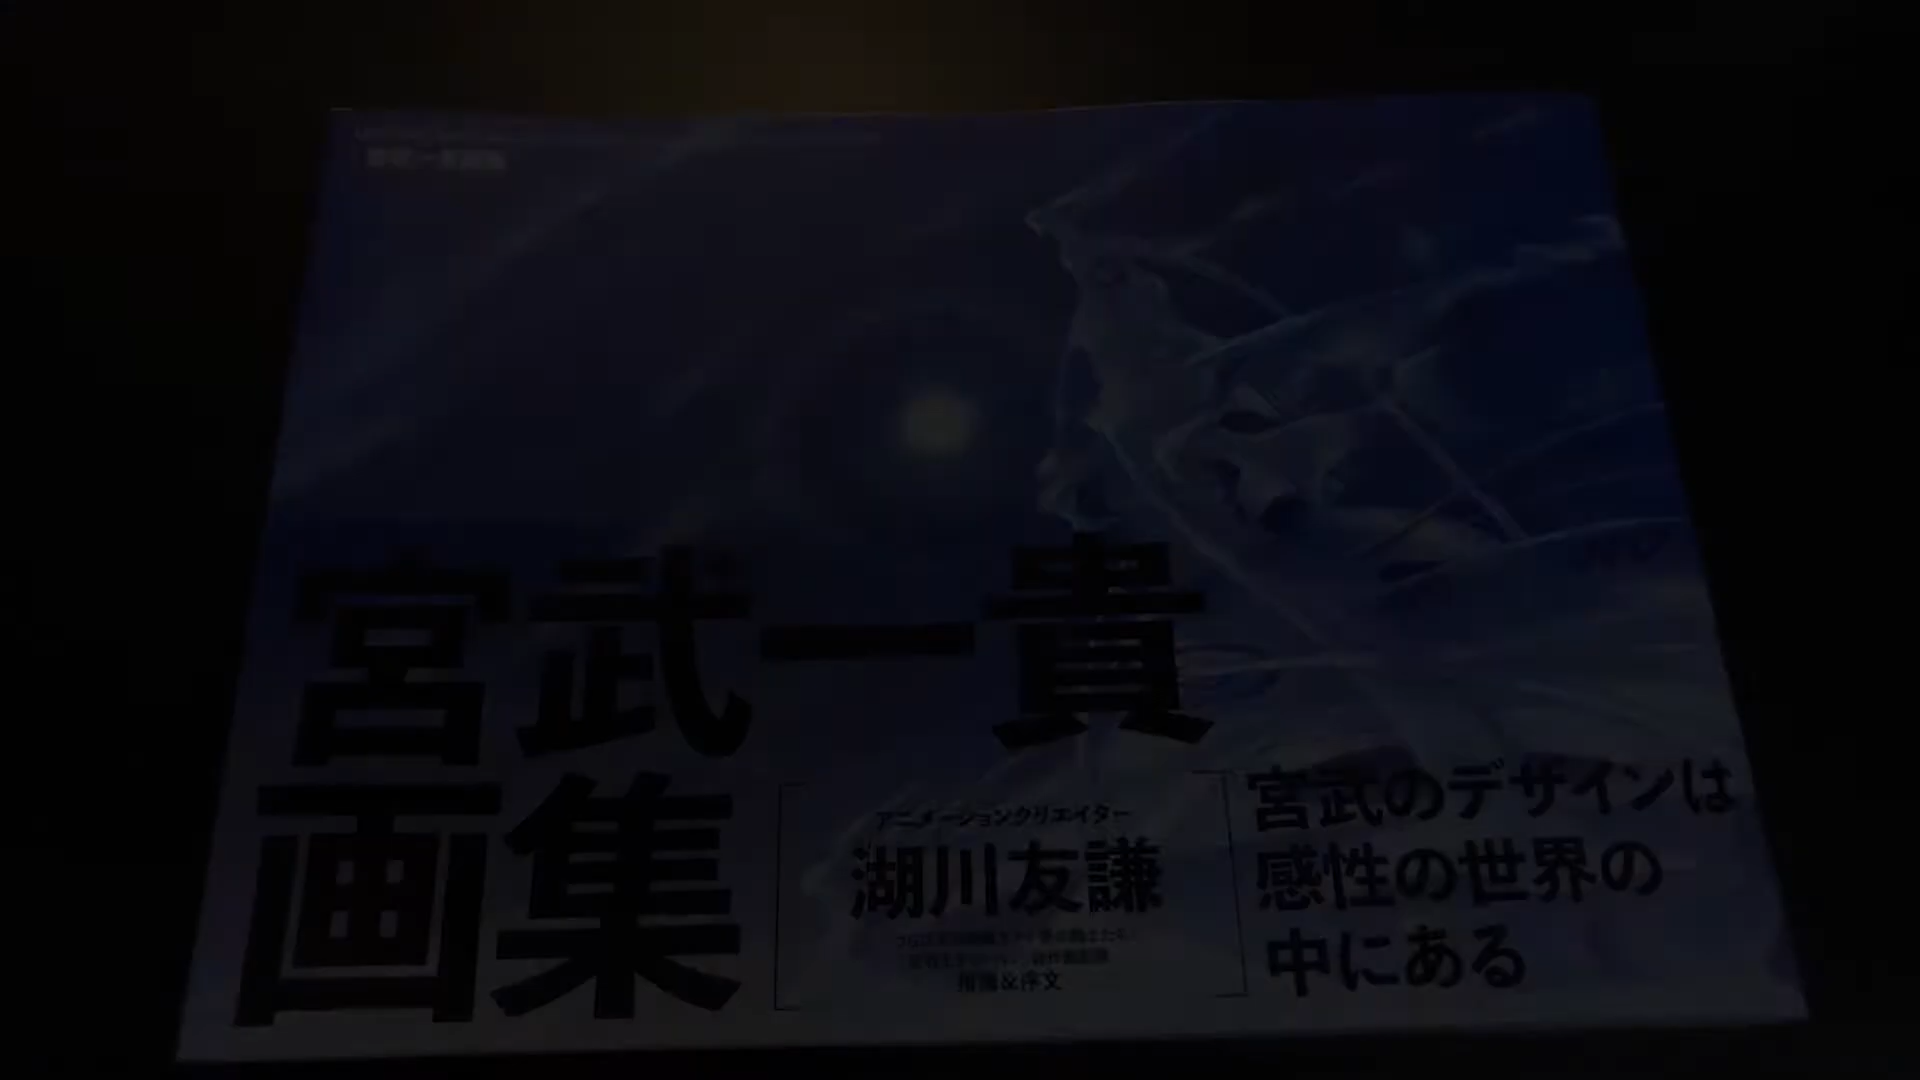 宮武一貴
画集
アニメーションクリエイター
湖川友謙
推薦&序文
宮武のデザインは
感性の世界の
中にある